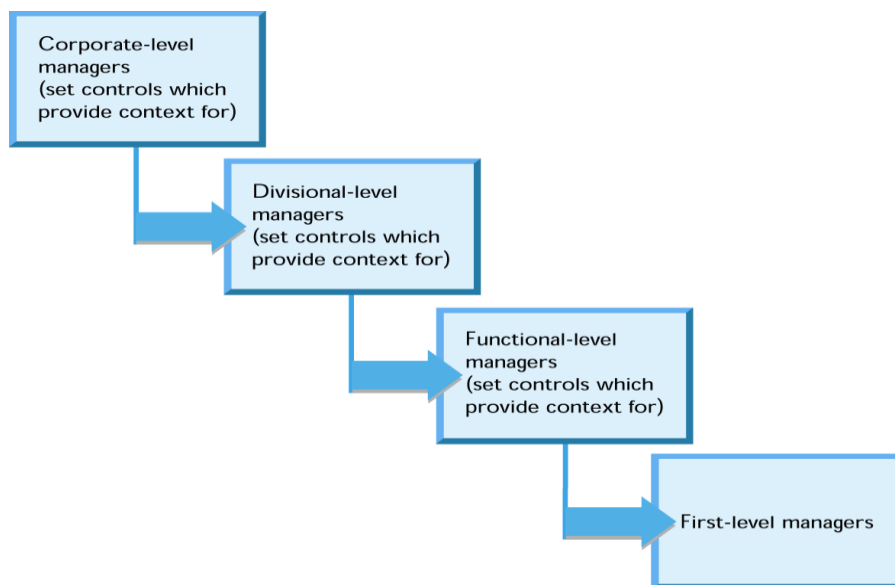 Corporate-level
managers
(set controls which
provide context for)
Divisional-level
managers
(set controls which
provide context for)
Functional-level
managers
(set controls which
provide context for)
First-level managers